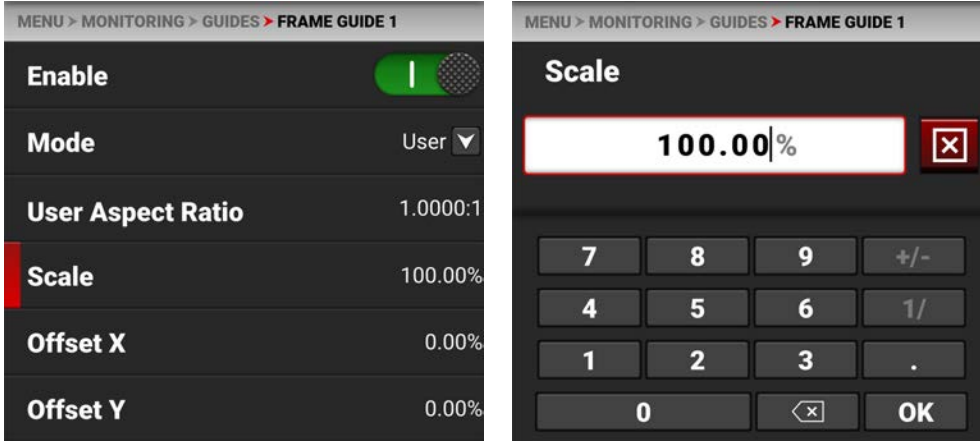 MENU > MONITORING > GUIDES > FRAME GUIDE 1
Enable
Mode User
User Aspect Ratio 1.0000:1
Scale 100.00%
Offset X 0.00%
Offset Y 0.00%
MENU > MONITORING > GUIDES > FRAME GUIDE 1
Scale
100.00%
7 8 9 +/-
4 5 6 1/
1 2 3 .
0 OK